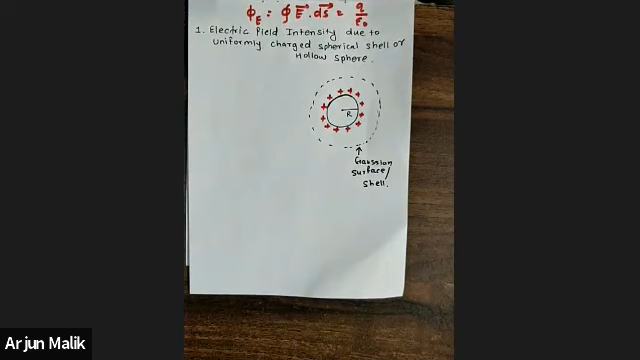 ϕE = ∮ E⃗ . ds⃗ = q/ε0
1. Electric Field Intensity due to
uniformly charged spherical shell or
Hollow Sphere.
+ + + + + + + + + + + + +
R
Gaussian
Surface/
Shell.
Arjun Malik